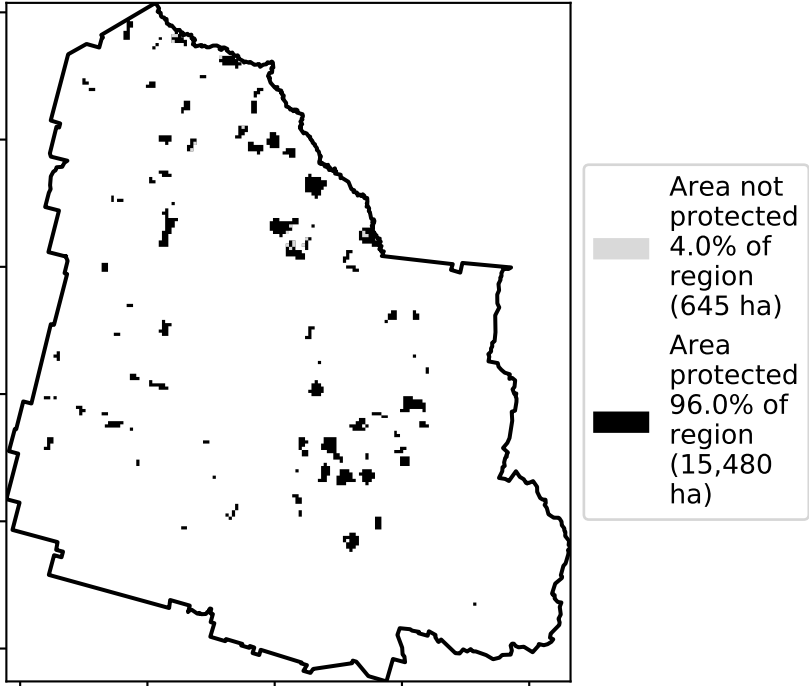 Area not
protected
4.0% of
region
(645 ha)
Area
protected
96.0% of
region
(15,480
ha)